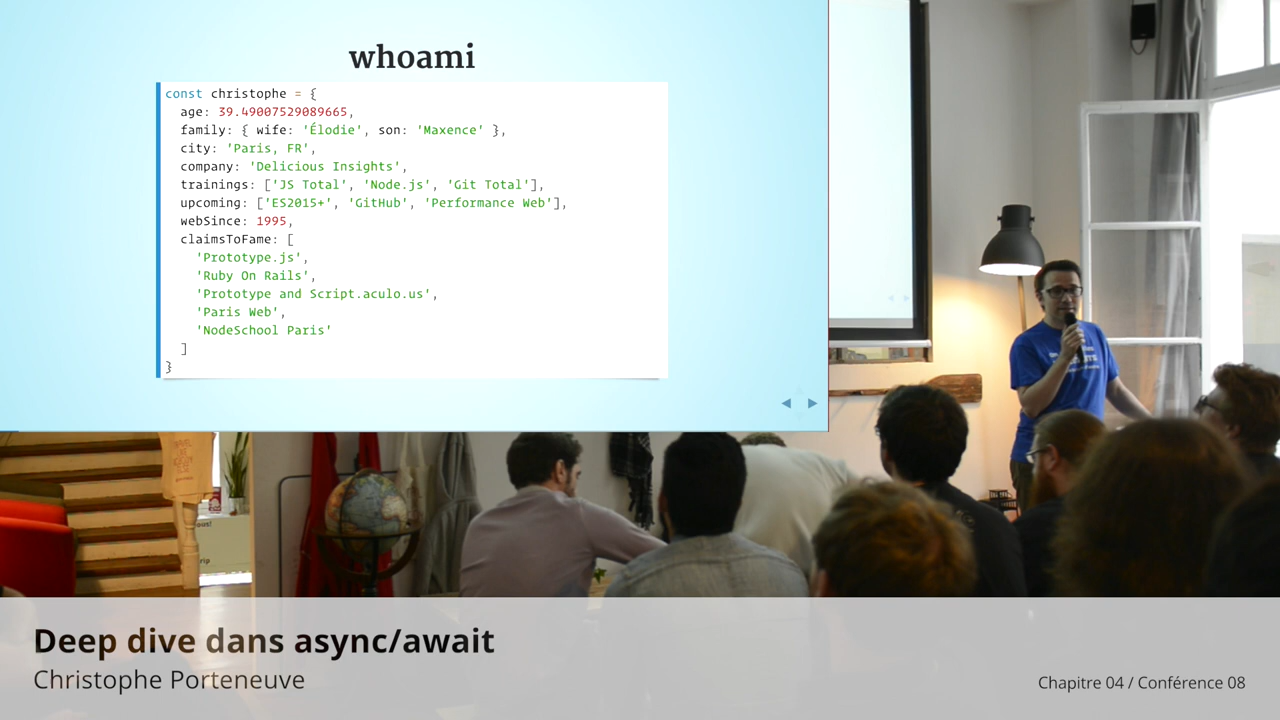 whoami
const christophe = {
  age: 39.49007529089665,
  family: { wife: 'Élodie', son: 'Maxence' },
  city: 'Paris, FR',
  company: 'Delicious Insights',
  trainings: ['JS Total', 'Node.js', 'Git Total'],
  upcoming: ['ES2015+', 'GitHub', 'Performance Web'],
  webSince: 1995,
  claimsToFame: [
    'Prototype.js',
    'Ruby On Rails',
    'Prototype and Script.aculo.us',
    'Paris Web',
    'NodeSchool Paris'
  ]
}
Deep dive dans async/await
Christophe Porteneuve
Chapitre 04 / Conférence 08